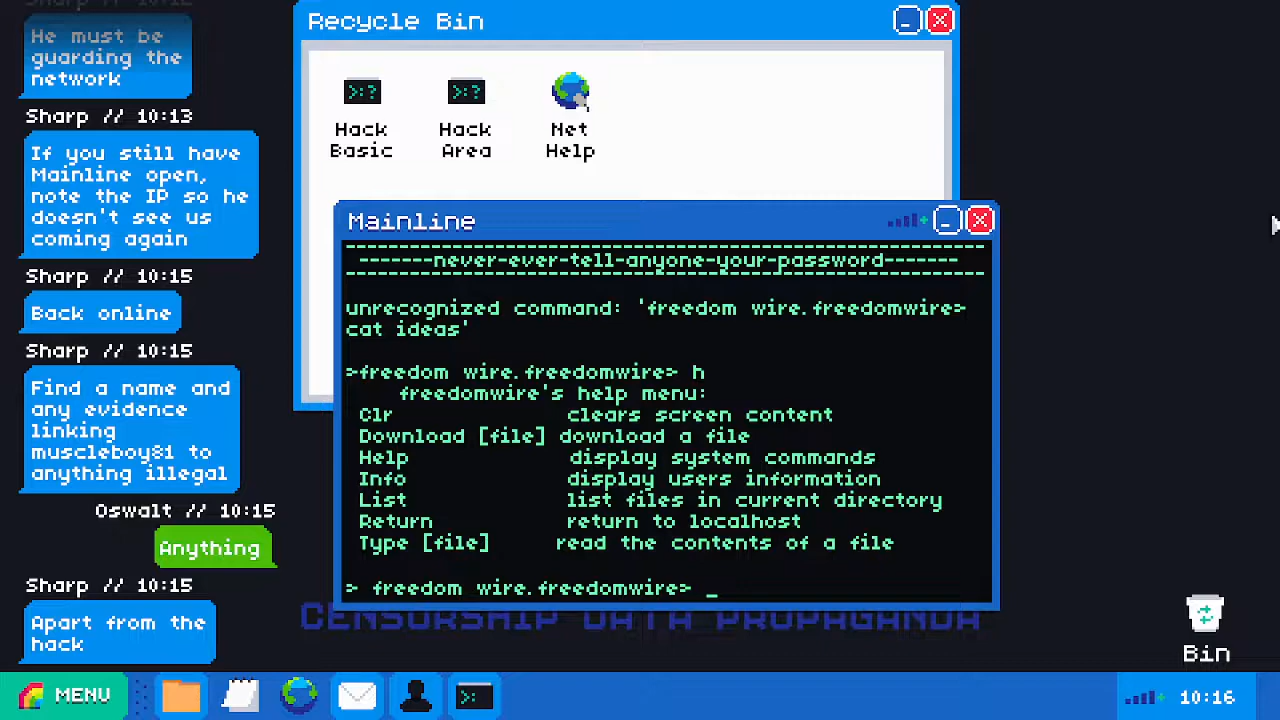 Sharp // 10:12
He must be
guarding the
network
Sharp // 10:13
If you still have
Mainline open,
note the IP so he
doesn't see us
coming again
Sharp // 10:15
Back online
Sharp // 10:15
Find a name and
any evidence
linking
muscleboy81 to
anything illegal
Oswalt // 10:15
Anything
Sharp // 10:15
Apart from the
hack
Recycle Bin
Hack
Basic
Hack
Area
Net
Help
Mainline
-------never-ever-tell-anyone-your-password-------
unrecognized command: 'freedom wire.freedomwire>
cat ideas'
>freedom wire.freedomwire> h
freedomwire's help menu:
Clr clears screen content
Download [file] download a file
Help display system commands
Info display users information
List list files in current directory
Return return to localhost
Type [file] read the contents of a file
> freedom wire.freedomwire> _
CENSORSHIP DATA PROPAGANDA
Bin
MENU
10:16